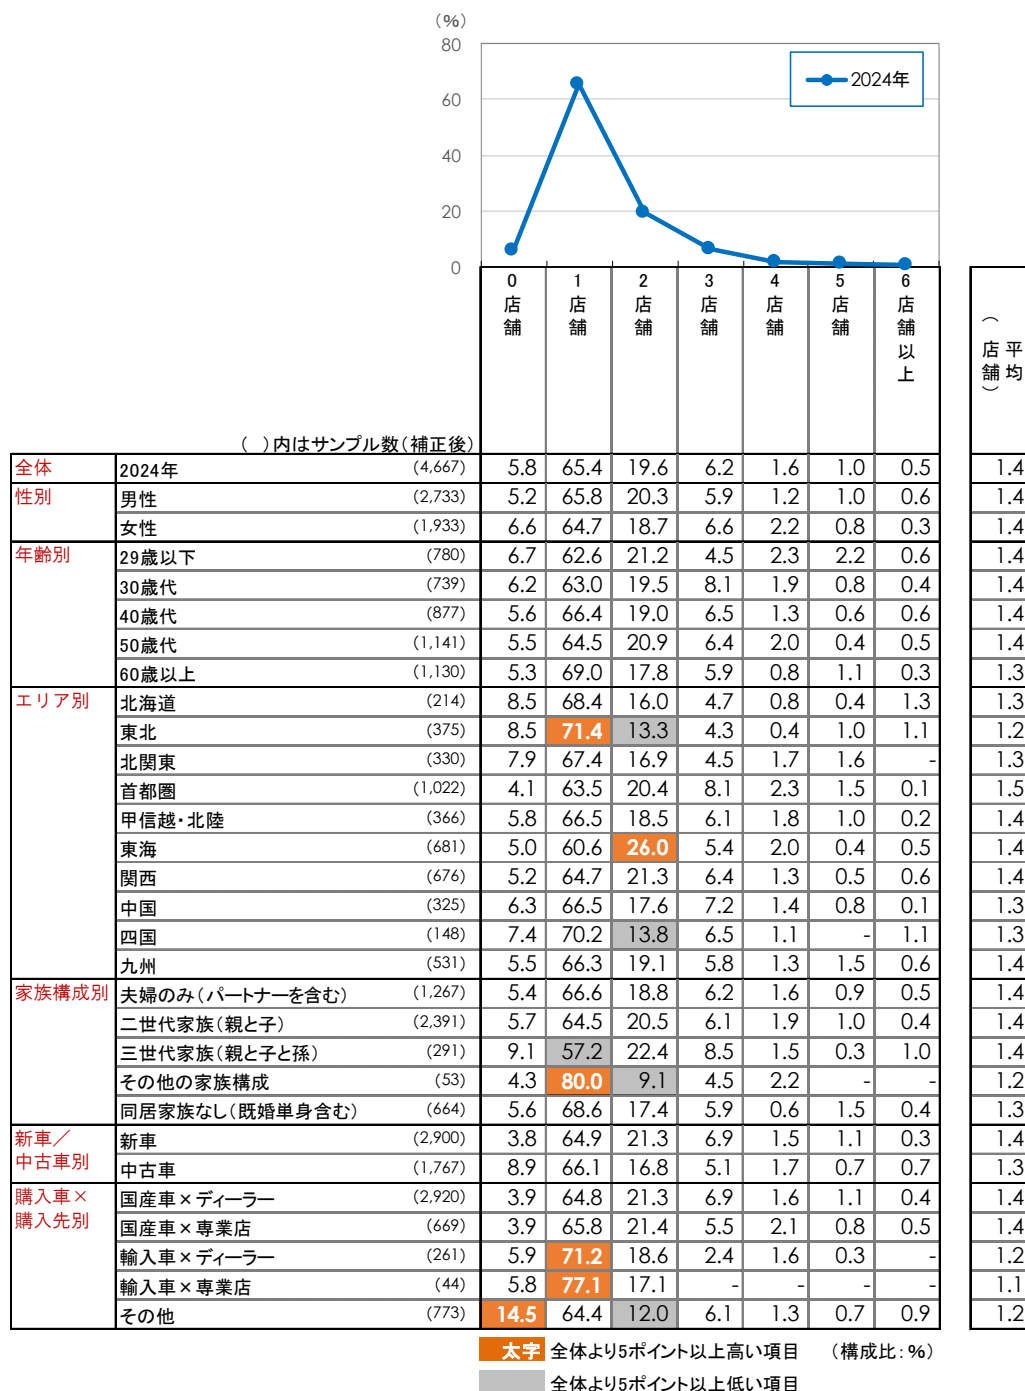 (%)
80
60
40
20
0
2024年
0店舗 1店舗 2店舗 3店舗 4店舗 5店舗 6店舗以上 平均(店舗)
( )内はサンプル数(補正後)
全体 2024年 (4,667) 5.8 65.4 19.6 6.2 1.6 1.0 0.5 1.4
性別 男性 (2,733) 5.2 65.8 20.3 5.9 1.2 1.0 0.6 1.4
女性 (1,933) 6.6 64.7 18.7 6.6 2.2 0.8 0.3 1.4
年齢別 29歳以下 (780) 6.7 62.6 21.2 4.5 2.3 2.2 0.6 1.4
30歳代 (739) 6.2 63.0 19.5 8.1 1.9 0.8 0.4 1.4
40歳代 (877) 5.6 66.4 19.0 6.5 1.3 0.6 0.6 1.4
50歳代 (1,141) 5.5 64.5 20.9 6.4 2.0 0.4 0.5 1.4
60歳以上 (1,130) 5.3 69.0 17.8 5.9 0.8 1.1 0.3 1.3
エリア別 北海道 (214) 8.5 68.4 16.0 4.7 0.8 0.4 1.3 1.3
東北 (375) 8.5 71.4 13.3 4.3 0.4 1.0 1.1 1.2
北関東 (330) 7.9 67.4 16.9 4.5 1.7 1.6 - 1.3
首都圏 (1,022) 4.1 63.5 20.4 8.1 2.3 1.5 0.1 1.5
甲信越・北陸 (366) 5.8 66.5 18.5 6.1 1.8 1.0 0.2 1.4
東海 (681) 5.0 60.6 26.0 5.4 2.0 0.4 0.5 1.4
関西 (676) 5.2 64.7 21.3 6.4 1.3 0.5 0.6 1.4
中国 (325) 6.3 66.5 17.6 7.2 1.4 0.8 0.1 1.3
四国 (148) 7.4 70.2 13.8 6.5 1.1 - 1.1 1.3
九州 (531) 5.5 66.3 19.1 5.8 1.3 1.5 0.6 1.4
家族構成別 夫婦のみ(パートナーを含む) (1,267) 5.4 66.6 18.8 6.2 1.6 0.9 0.5 1.4
二世代家族(親と子) (2,391) 5.7 64.5 20.5 6.1 1.9 1.0 0.4 1.4
三世代家族(親と子と孫) (291) 9.1 57.2 22.4 8.5 1.5 0.3 1.0 1.4
その他の家族構成 (53) 4.3 80.0 9.1 4.5 2.2 - - 1.2
同居家族なし(既婚単身含む) (664) 5.6 68.6 17.4 5.9 0.6 1.5 0.4 1.3
新車/ 新車 (2,900) 3.8 64.9 21.3 6.9 1.5 1.1 0.3 1.4
中古車別 中古車 (1,767) 8.9 66.1 16.8 5.1 1.7 0.7 0.7 1.3
購入車× 国産車×ディーラー (2,920) 3.9 64.8 21.3 6.9 1.6 1.1 0.4 1.4
購入先別 国産車×専業店 (669) 3.9 65.8 21.4 5.5 2.1 0.8 0.5 1.4
輸入車×ディーラー (261) 5.9 71.2 18.6 2.4 1.6 0.3 - 1.2
輸入車×専業店 (44) 5.8 77.1 17.1 - - - - 1.1
その他 (773) 14.5 64.4 12.0 6.1 1.3 0.7 0.9 1.2
太字 全体より5ポイント以上高い項目 (構成比:%)
全体より5ポイント以上低い項目